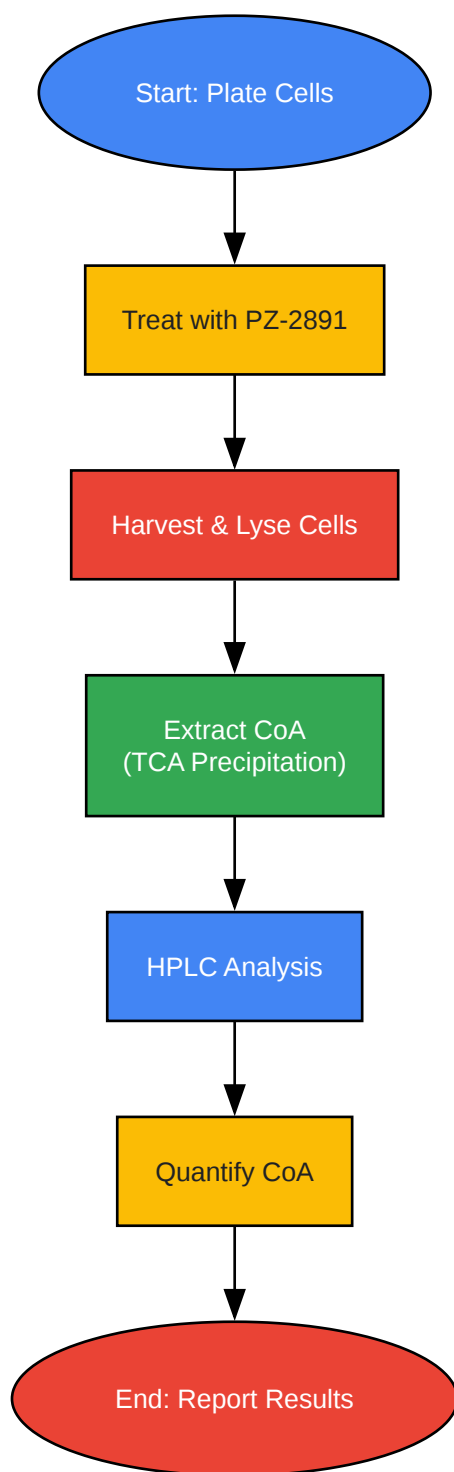 Start: Plate Cells
Treat with PZ-2891
Harvest & Lyse Cells
Extract CoA
(TCA Precipitation)
HPLC Analysis
Quantify CoA
End: Report Results